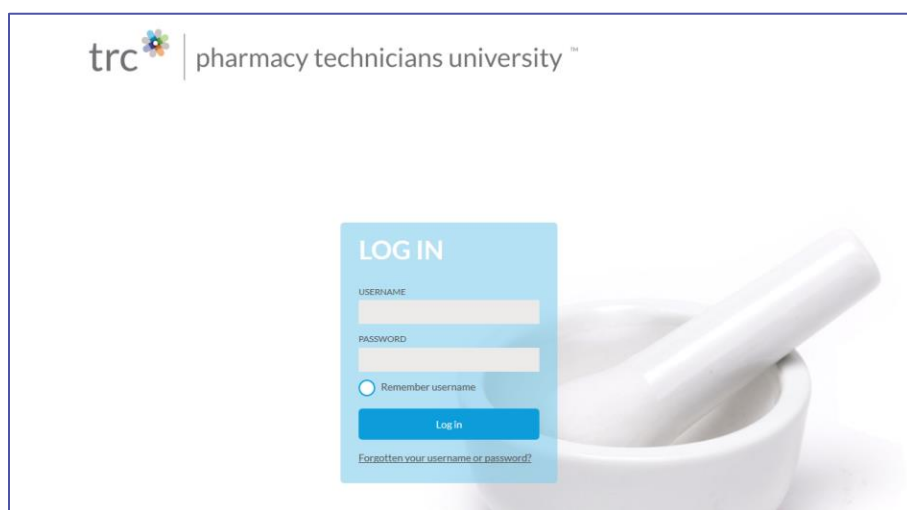 trc | pharmacy technicians university ™
LOG IN
USERNAME
PASSWORD
Remember username
Log in
Forgotten your username or password?